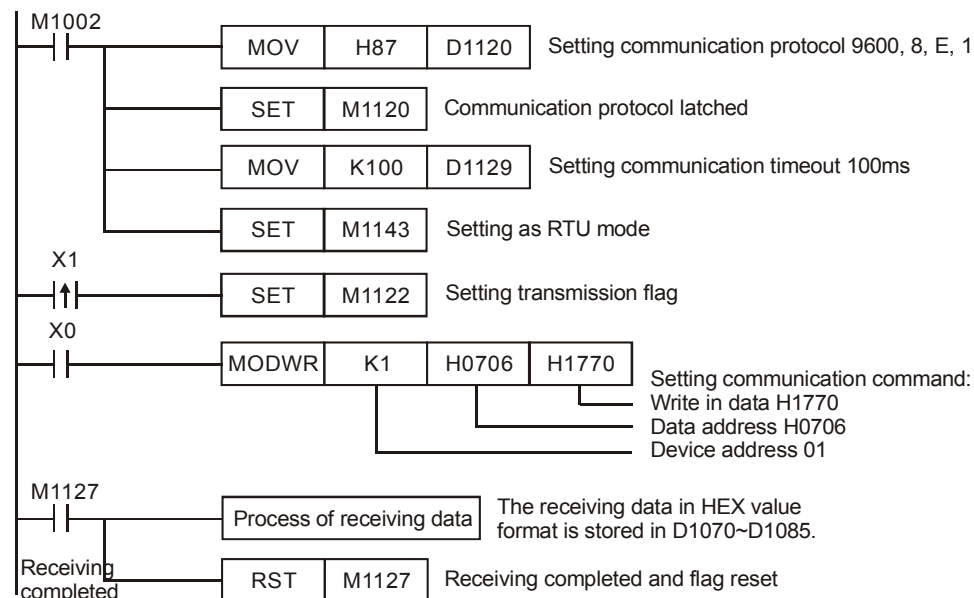 M1002
MOV H87 D1120 Setting communication protocol 9600, 8, E, 1
SET M1120 Communication protocol latched
MOV K100 D1129 Setting communication timeout 100ms
SET M1143 Setting as RTU mode
X1
SET M1122 Setting transmission flag
X0
MODWR K1 H0706 H1770
Setting communication command:
Write in data H1770
Data address H0706
Device address 01
M1127
Process of receiving data
The receiving data in HEX value
format is stored in D1070~D1085.
Receiving
completed
RST M1127 Receiving completed and flag reset